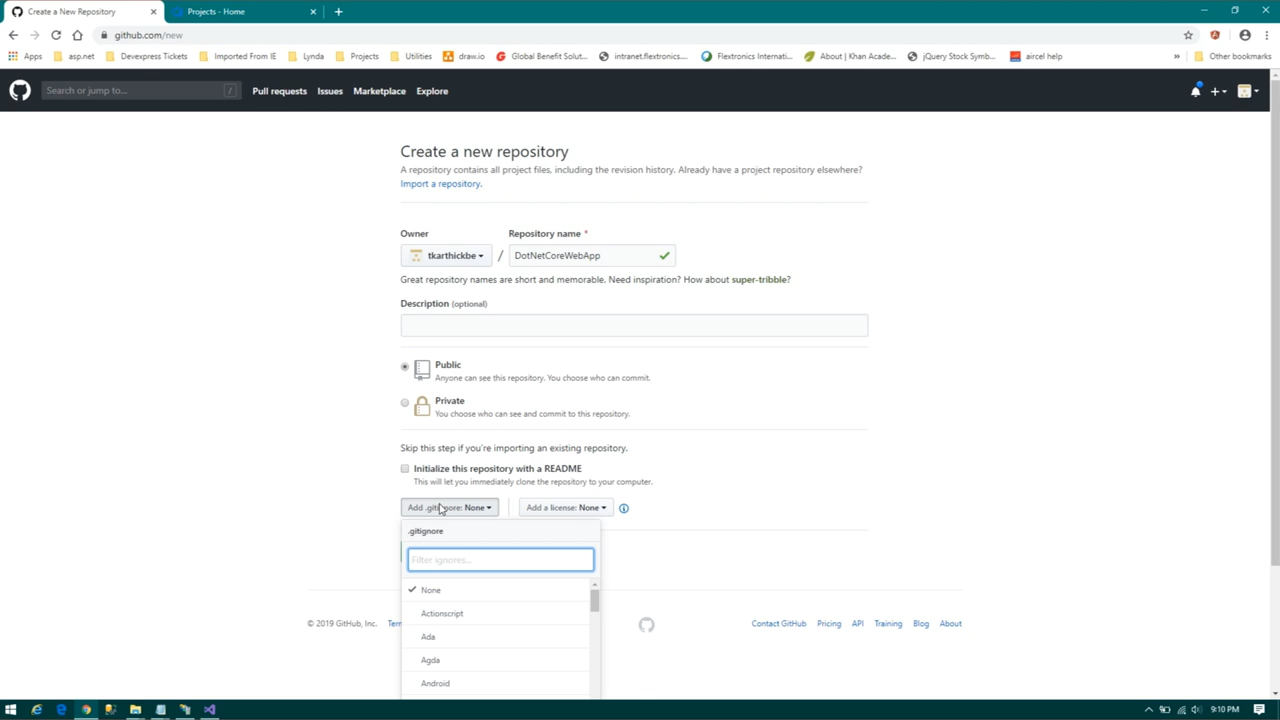 Create a New Repository
Projects - Home
github.com/new
Apps
asp.net
Devexpress Tickets
Imported From IE
Lynda
Projects
Utilities
draw.io
Global Benefit Solut...
intranet.flextronics....
Flextronics Internati...
About | Khan Acade...
jQuery Stock Symb...
aircel help
»
Other bookmarks
Search or jump to...
/
Pull requests
Issues
Marketplace
Explore
Create a new repository
A repository contains all project files, including the revision history. Already have a project repository elsewhere?
Import a repository.
Owner
Repository name *
tkarthickbe
/
DotNetCoreWebApp
Great repository names are short and memorable. Need inspiration? How about super-tribble?
Description (optional)
Public
Anyone can see this repository. You choose who can commit.
Private
You choose who can see and commit to this repository.
Skip this step if you're importing an existing repository.
Initialize this repository with a README
This will let you immediately clone the repository to your computer.
Add .gitignore: None
Add a license: None
.gitignore
Filter ignores...
None
Actionscript
Ada
Agda
Android
© 2019 GitHub, Inc.
Contact GitHub
Pricing
API
Training
Blog
About
9:10 PM